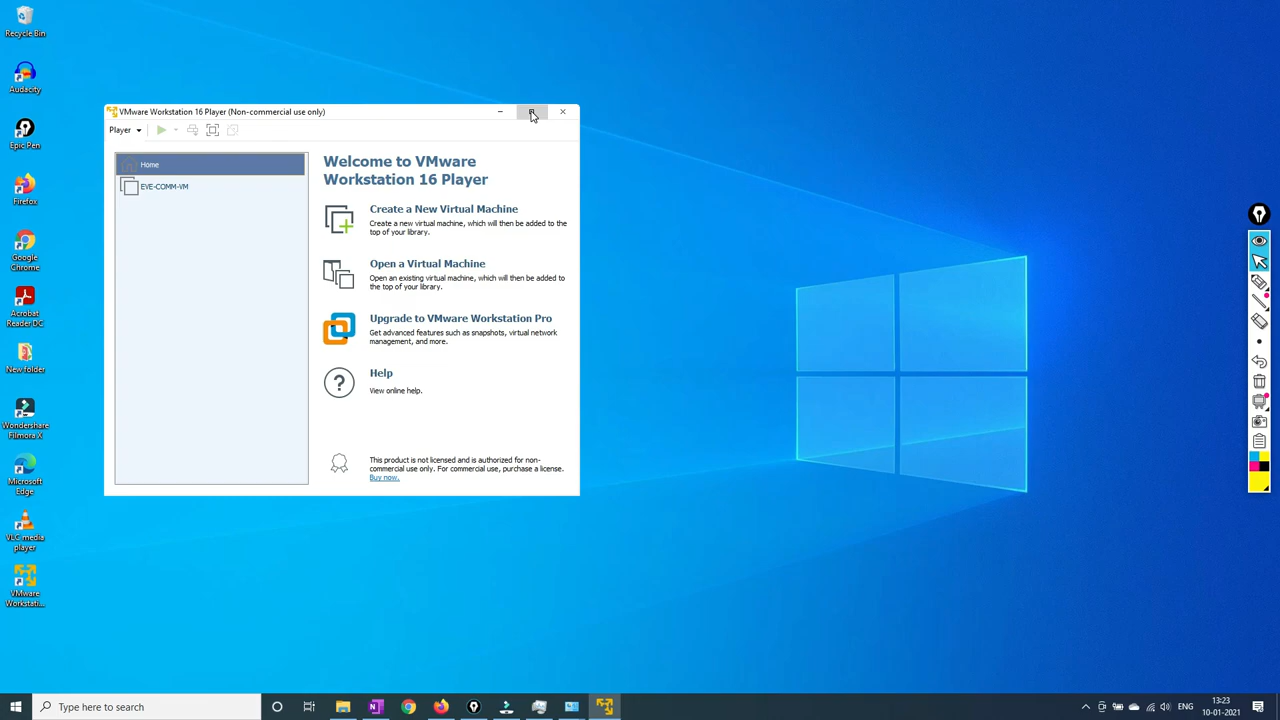 Recycle Bin
Audacity
Epic Pen
Firefox
Google
Chrome
Acrobat
Reader DC
New folder
Wondershare
Filmora X
Microsoft
Edge
VLC media
player
VMware
Workstati...
VMware Workstation 16 Player (Non-commercial use only)
Player
Home
EVE-COMM-VM
Welcome to VMware
Workstation 16 Player
Create a New Virtual Machine
Create a new virtual machine, which will then be added to the
top of your library.
Open a Virtual Machine
Open an existing virtual machine, which will then be added to
the top of your library.
Upgrade to VMware Workstation Pro
Get advanced features such as snapshots, virtual network
management, and more.
Help
View online help.
This product is not licensed and is authorized for non-
commercial use only. For commercial use, purchase a license.
Buy now.
Type here to search
ENG
13:23
10-01-2021